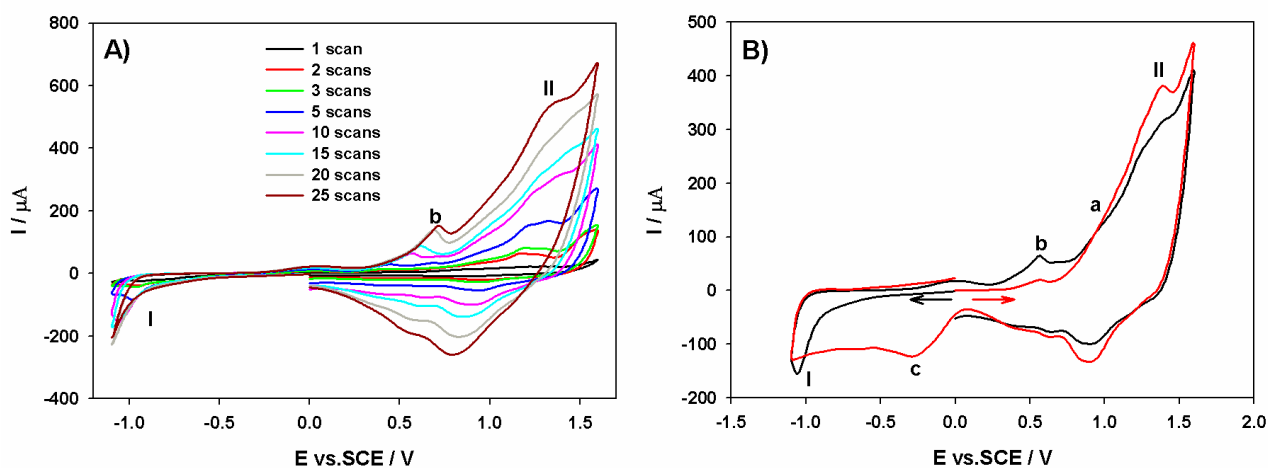 A)
1 scan
2 scans
3 scans
5 scans
10 scans
15 scans
20 scans
25 scans
II
b
I
800
600
400
200
0
-200
-400
-1.0
-0.5
0.0
0.5
1.0
1.5
I / μA
E vs.SCE / V
B)
II
a
b
I
c
500
400
300
200
100
0
-100
-200
-1.5
-1.0
-0.5
0.0
0.5
1.0
1.5
2.0
I / μA
E vs.SCE / V